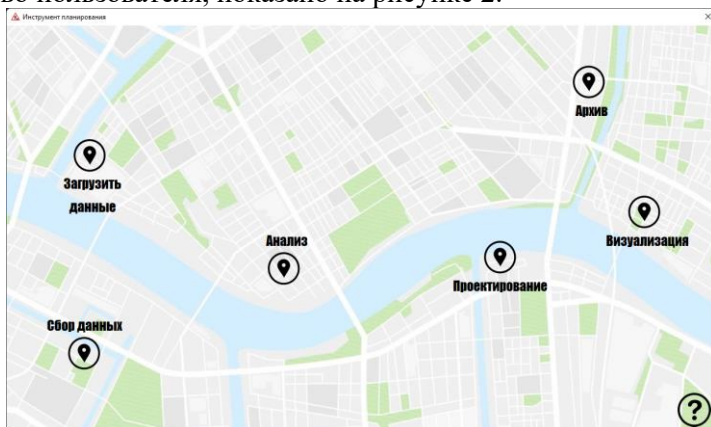 во пользователя, показано на рисунке 2.
Инструмент планирования
Архив
Загрузить
данные
Визуализация
Анализ
Проектирование
Сбор данных
?